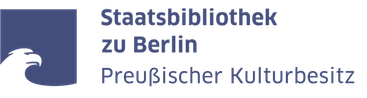 Staatsbibliothek
zu Berlin
Preußischer Kulturbesitz